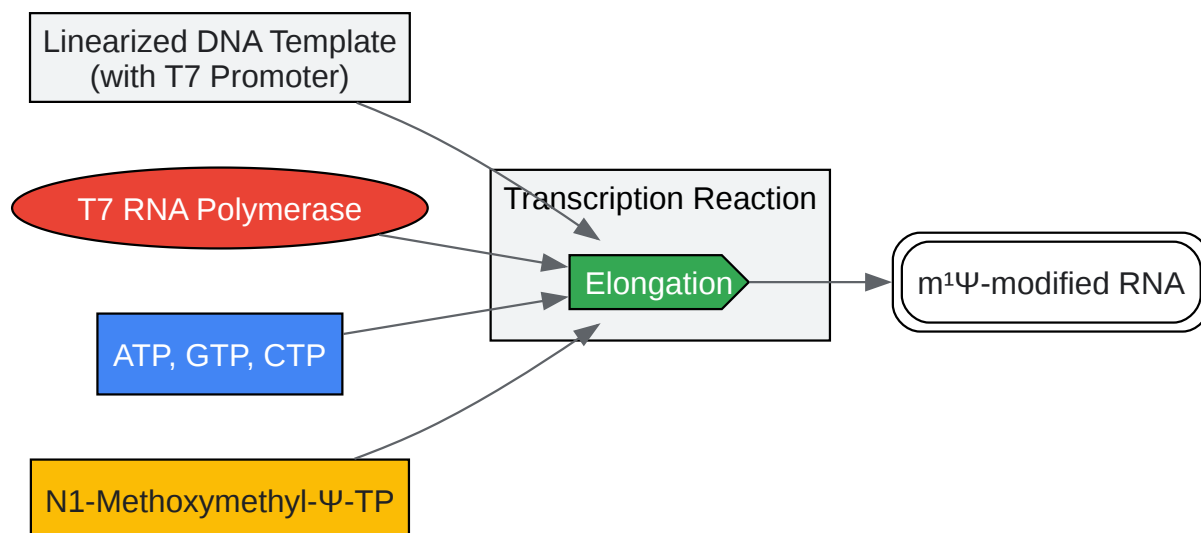 Linearized DNA Template
(with T7 Promoter)
T7 RNA Polymerase
ATP, GTP, CTP
N1-Methoxymethyl-Ψ-TP
Transcription Reaction
Elongation
m¹Ψ-modified RNA